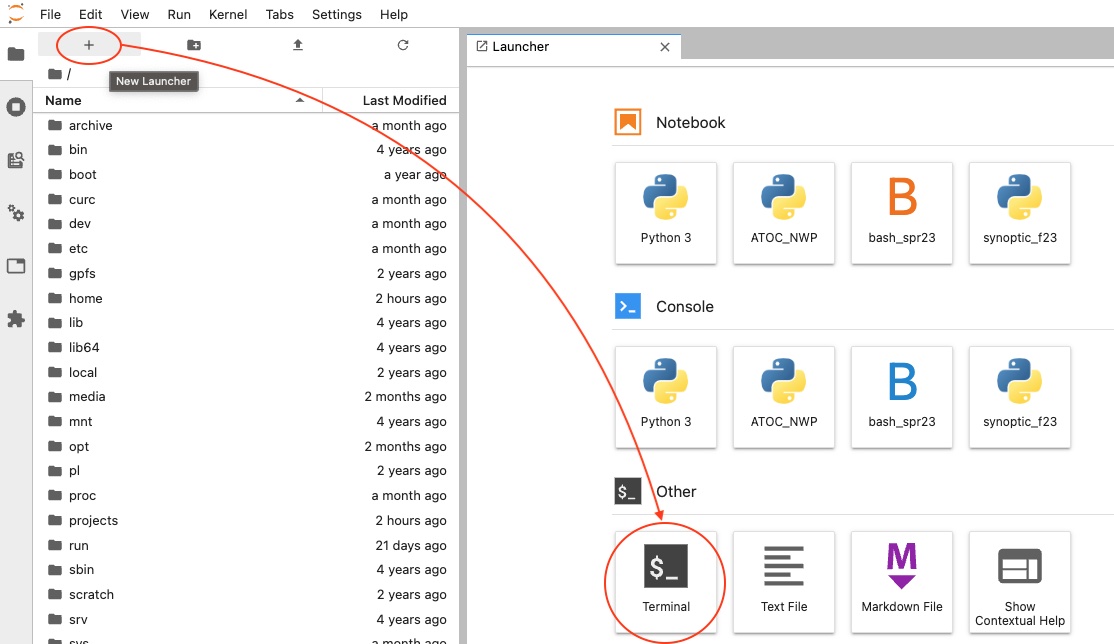 File Edit View Run Kernel Tabs Settings Help
+
Launcher
/
New Launcher
Name Last Modified
archive a month ago
bin 4 years ago
boot a year ago
curc a month ago
dev a month ago
etc a month ago
gpfs 2 years ago
home 2 hours ago
lib 4 years ago
lib64 4 years ago
local 2 years ago
media 2 months ago
mnt 4 years ago
opt 2 months ago
pl 2 years ago
proc a month ago
projects 2 hours ago
run 21 days ago
sbin 4 years ago
scratch 2 years ago
srv 4 years ago
sys a month ago
Notebook
Python 3 ATOC_NWP B bash_spr23 synoptic_f23
>_ Console
Python 3 ATOC_NWP B bash_spr23 synoptic_f23
$_ Other
$_ Terminal Text File M Markdown File Show Contextual Help